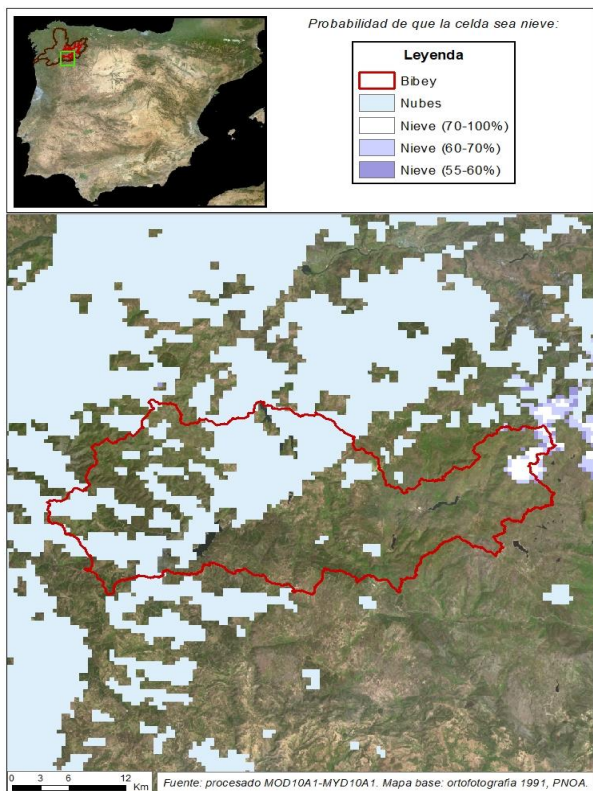 Probabilidad de que la celda sea nieve:
Leyenda
Bibey
Nubes
Nieve (70-100%)
Nieve (60-70%)
Nieve (55-60%)
0 3 6 12
Km
Fuente: procesado MOD10A1-MYD10A1. Mapa base: ortofotografia 1991, PNOA.